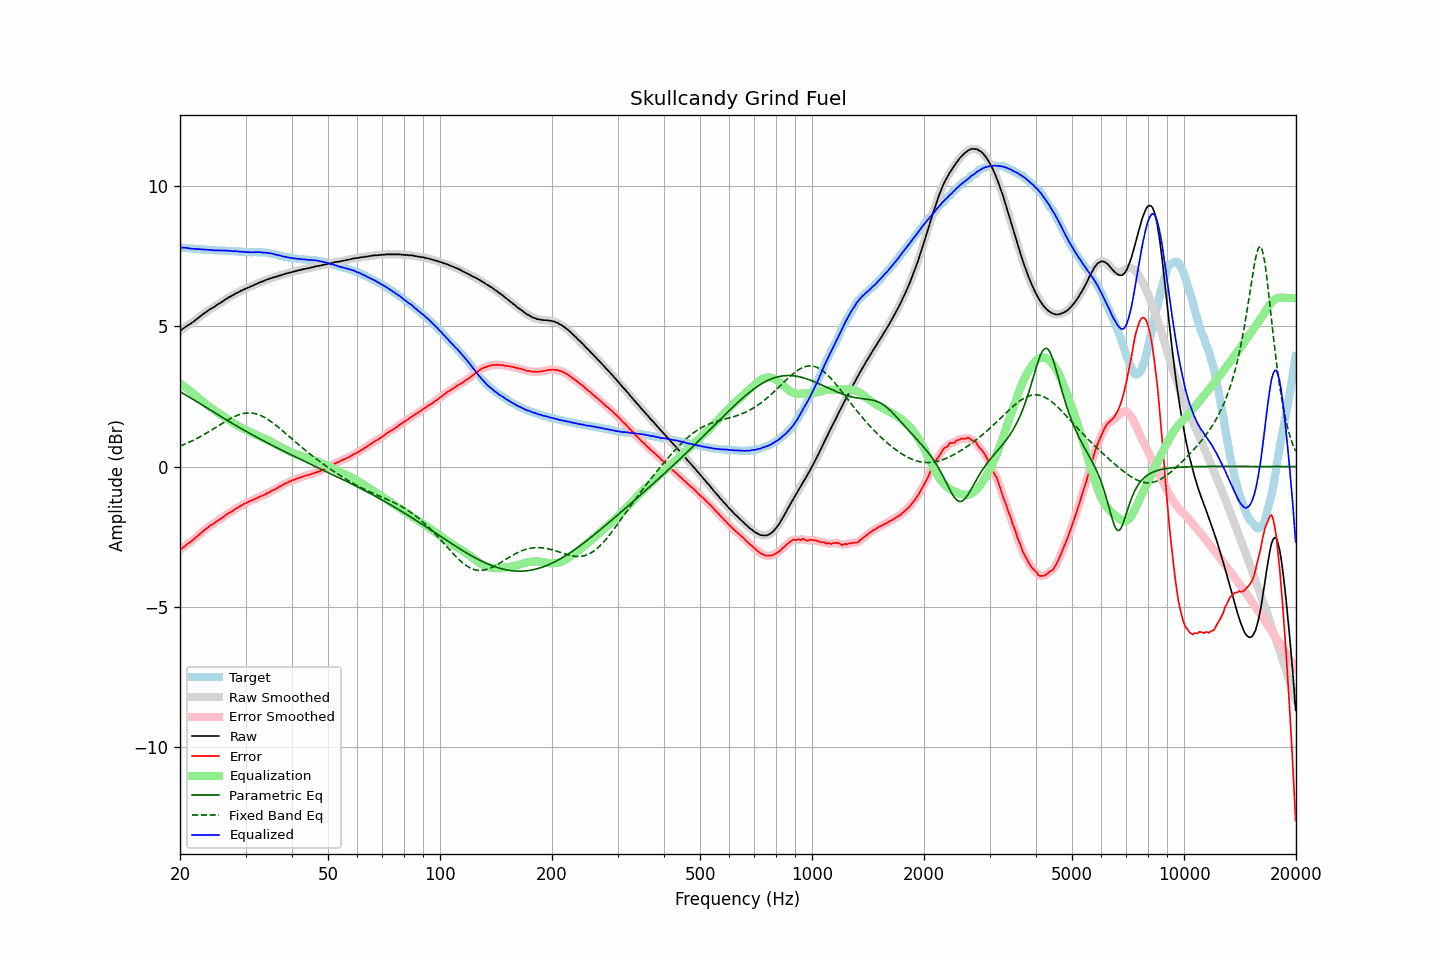 Skullcandy Grind Fuel
Amplitude (dBr)
10
5
0
−5
−10
Target
Raw Smoothed
Error Smoothed
Raw
Error
Equalization
Parametric Eq
Fixed Band Eq
Equalized
20 50 100 200 500 1000 2000 5000 10000 20000
Frequency (Hz)